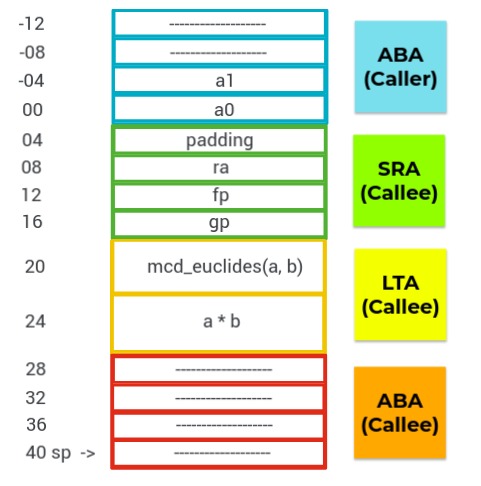 -12 -------------------
-08 -------------------
ABA
(Caller)
-04 a1
00 a0
04 padding
08 ra
SRA
(Callee)
12 fp
16 gp
20 mcd_euclides(a, b)
LTA
(Callee)
24 a * b
28 -------------------
32 -------------------
ABA
(Callee)
36 -------------------
40 sp -> -------------------